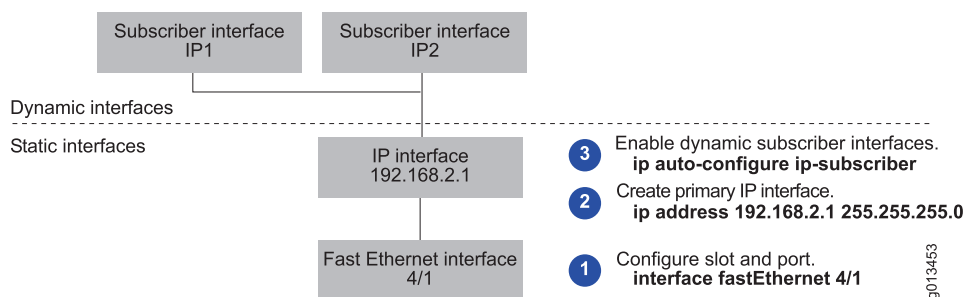 Subscriber interface
IP1
Subscriber interface
IP2
Dynamic interfaces
Static interfaces
IP interface
192.168.2.1
3
Enable dynamic subscriber interfaces.
ip auto-configure ip-subscriber
2
Create primary IP interface.
ip address 192.168.2.1 255.255.255.0
Fast Ethernet interface
4/1
1
Configure slot and port.
interface fastEthernet 4/1
g013453